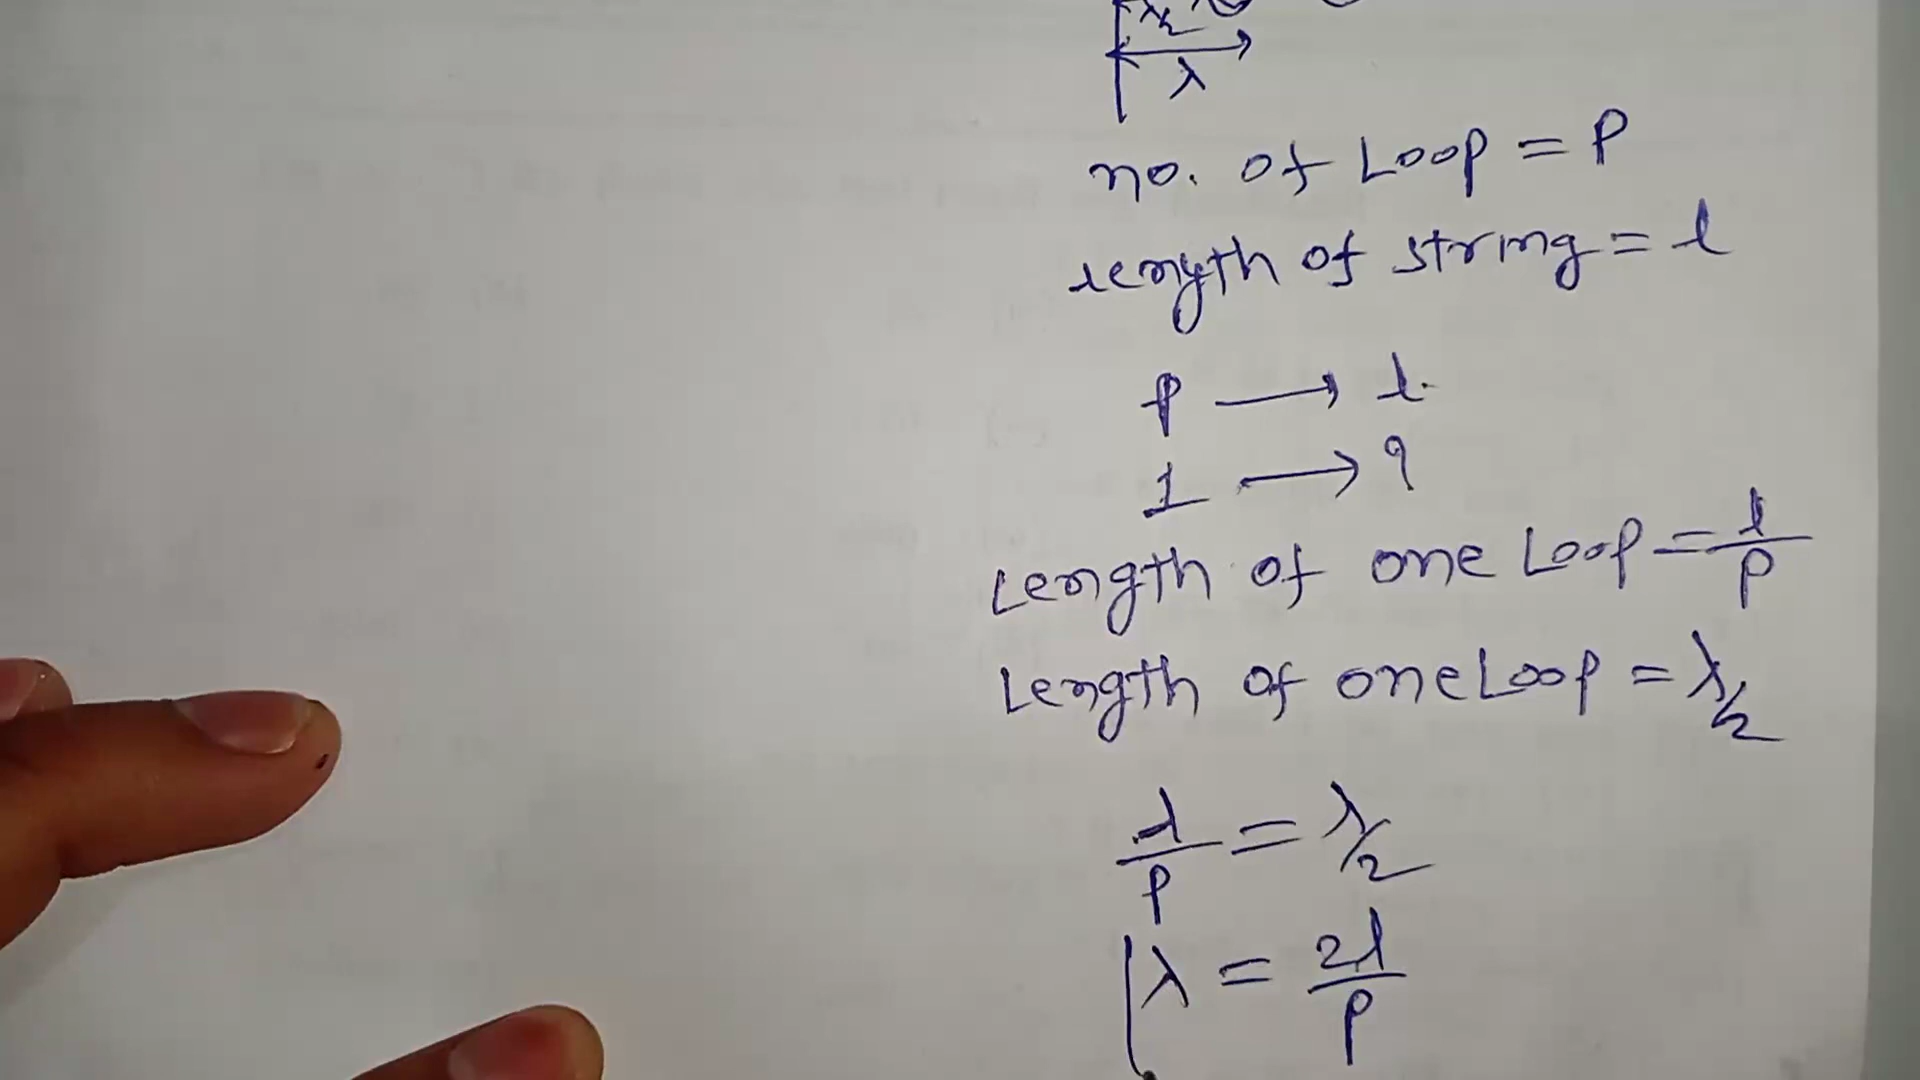 λ/2
λ
no. of Loop = P
length of string = l
P → l
1 → ?
Length of one Loop = l/P
Length of one Loop = λ/2
l/P = λ/2
λ = 2l/P